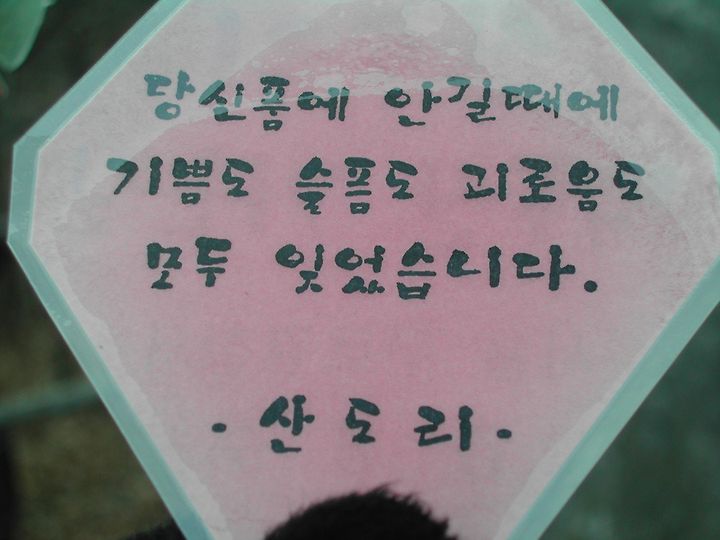 당신품에 안길때에
기쁨도 슬픔도 괴로움도
모두 잊었습니다.
·산도리·